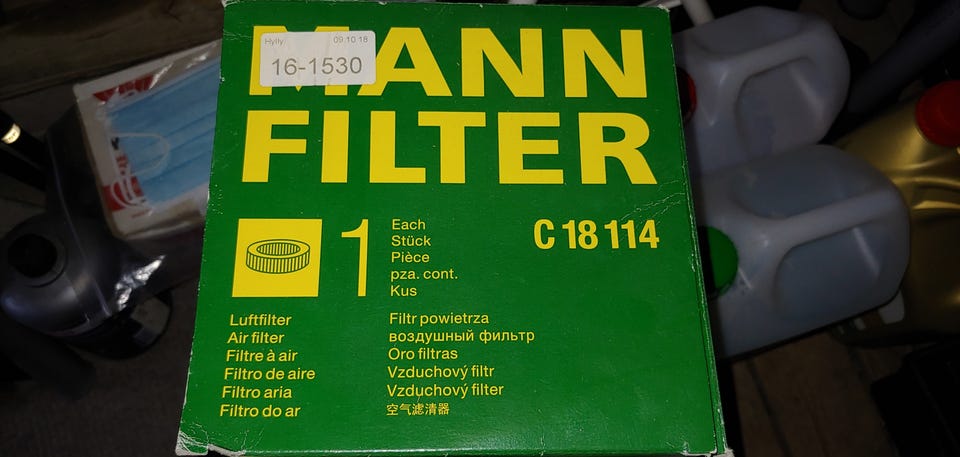 MANN
FILTER
Hylly: 09.10.18
16-1530
1
Each
Stück
Pièce
pza. cont.
Kus
C 18 114
Luftfilter
Air filter
Filtre à air
Filtro de aire
Filtro aria
Filtro do ar
Filtr powietrza
воздушный фильтр
Oro filtras
Vzduchový filtr
Vzduchový filter
空气滤清器